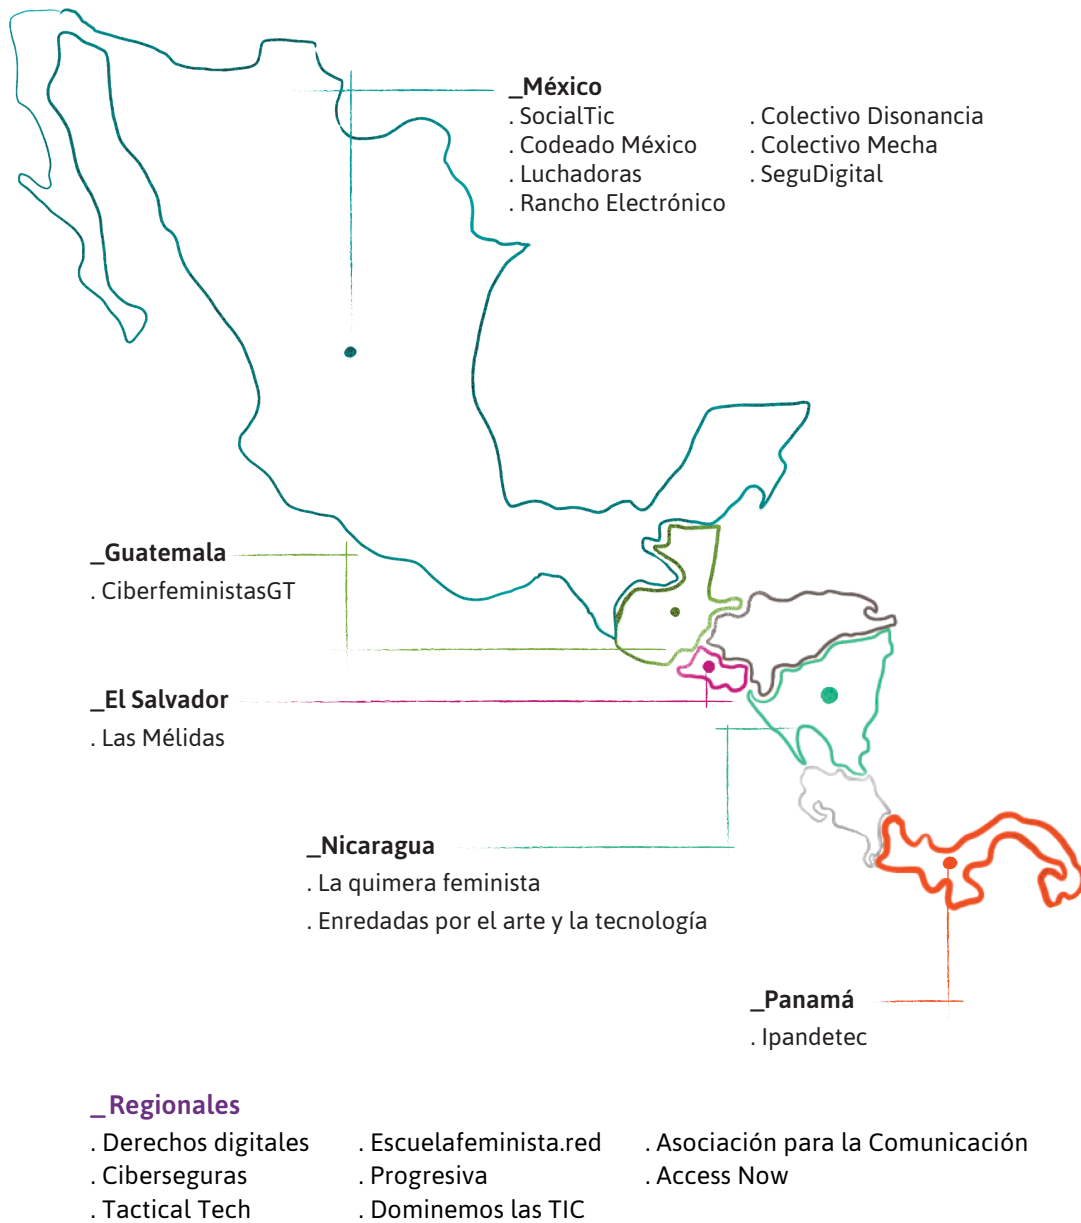 _México
. SocialTic
. Codeado México
. Luchadoras
. Rancho Electrónico
. Colectivo Disonancia
. Colectivo Mecha
. SeguDigital
_Guatemala
. CiberfeministasGT
_El Salvador
. Las Mélidas
_Nicaragua
. La quimera feminista
. Enredadas por el arte y la tecnología
_Panamá
. Ipandetec
_Regionales
. Derechos digitales
. Ciberseguras
. Tactical Tech
. Escuelafeminista.red
. Progresiva
. Dominemos las TIC
. Asociación para la Comunicación
. Access Now